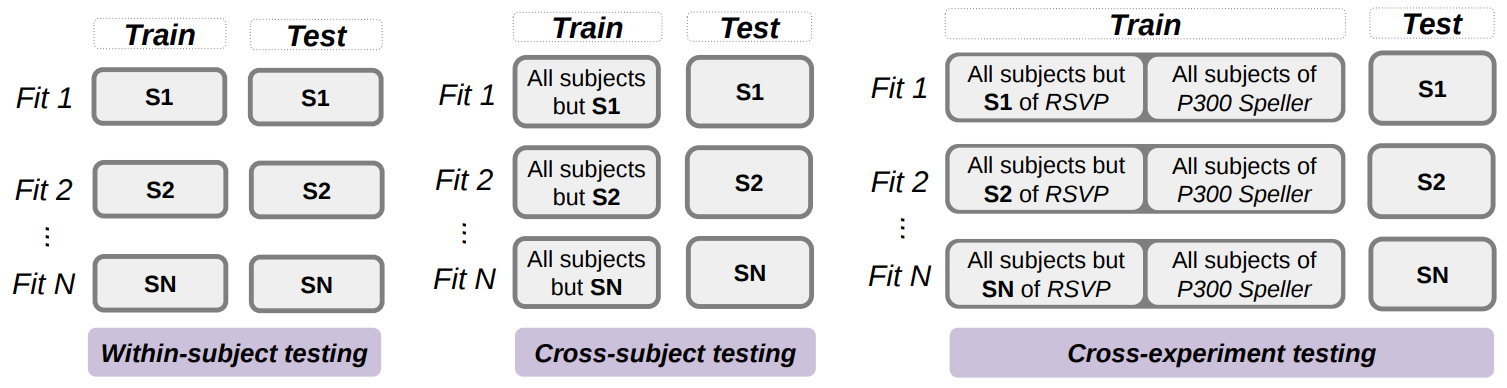 Train Test
Fit 1 S1 S1
Fit 2 S2 S2
⋮
Fit N SN SN
Within-subject testing
Train Test
Fit 1 All subjects
but S1 S1
Fit 2 All subjects
but S2 S2
⋮
Fit N All subjects
but SN SN
Cross-subject testing
Train Test
Fit 1 All subjects but
S1 of RSVP
All subjects of
P300 Speller
S1
Fit 2 All subjects but
S2 of RSVP
All subjects of
P300 Speller
S2
⋮
Fit N All subjects but
SN of RSVP
All subjects of
P300 Speller
SN
Cross-experiment testing